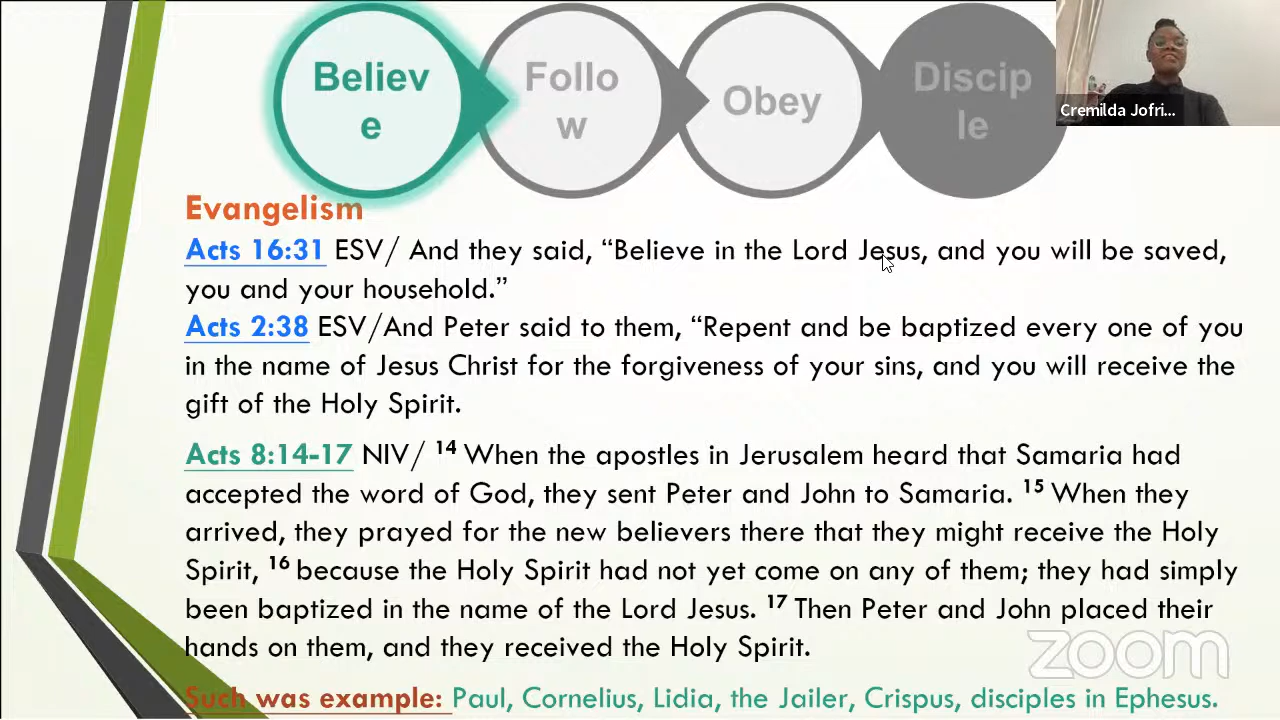 Believ
e
Follo
w
Obey
Discip
le
Cremilda Jofri...
Evangelism
Acts 16:31 ESV/ And they said, “Believe in the Lord Jesus, and you will be saved,
you and your household.”
Acts 2:38 ESV/And Peter said to them, “Repent and be baptized every one of you
in the name of Jesus Christ for the forgiveness of your sins, and you will receive the
gift of the Holy Spirit.
Acts 8:14-17 NIV/ 14 When the apostles in Jerusalem heard that Samaria had
accepted the word of God, they sent Peter and John to Samaria. 15 When they
arrived, they prayed for the new believers there that they might receive the Holy
Spirit, 16 because the Holy Spirit had not yet come on any of them; they had simply
been baptized in the name of the Lord Jesus. 17 Then Peter and John placed their
hands on them, and they received the Holy Spirit.
zoom
Such was example: Paul, Cornelius, Lidia, the Jailer, Crispus, disciples in Ephesus.